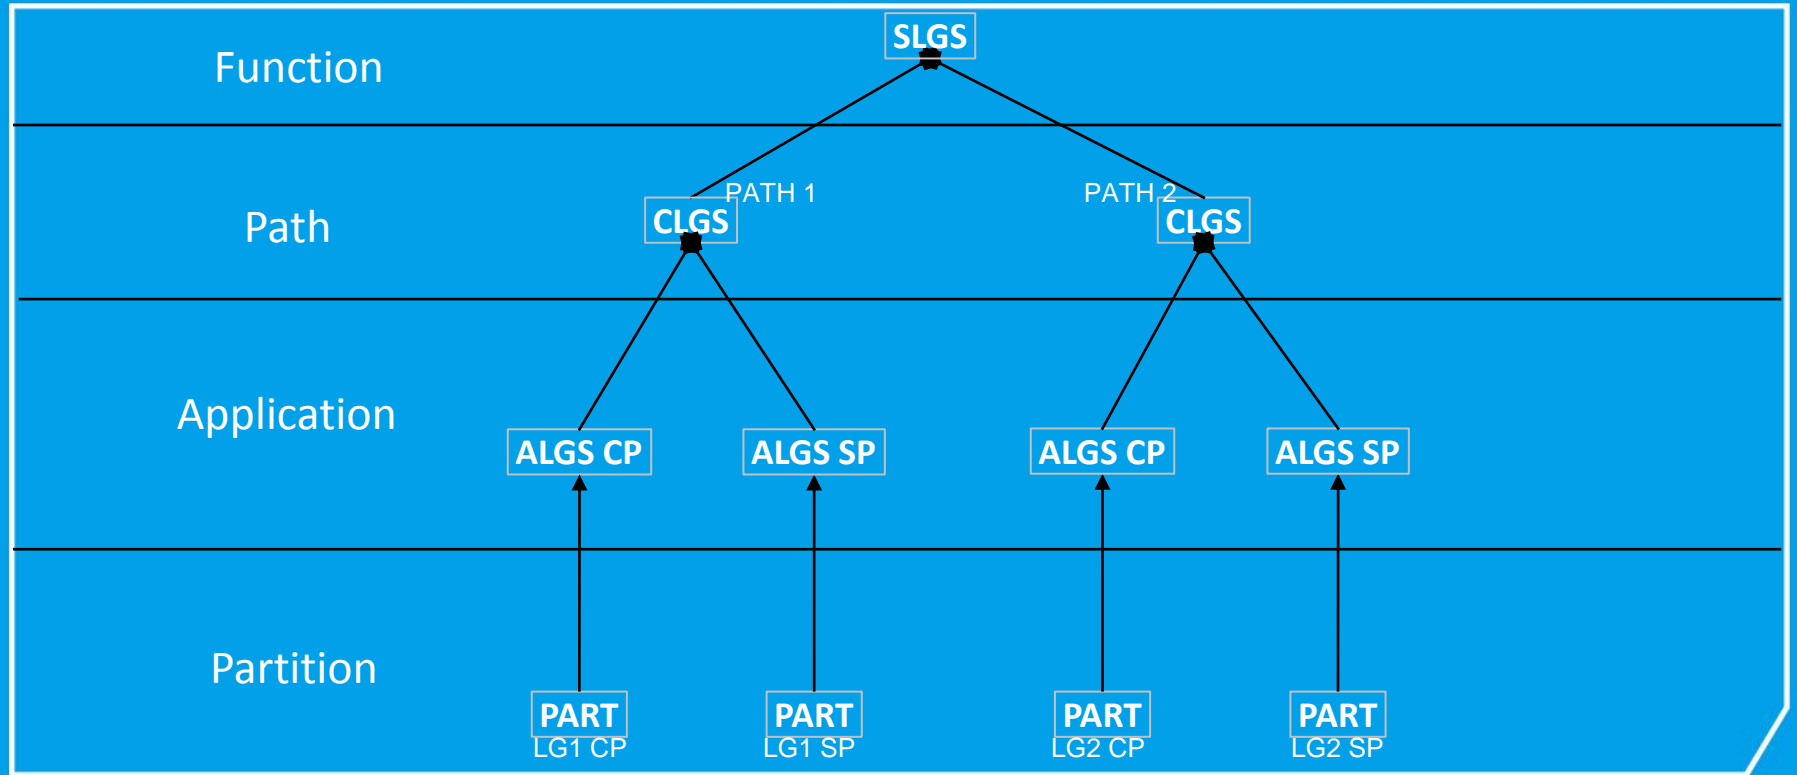 SLGS
Function
PATH 1
PATH 2
CLGS
CLGS
Path
Application
ALGS CP
ALGS SP
ALGS CP
ALGS SP
Partition
PART
PART
PART
PART
LG1 CP
LG1 SP
LG2 CP
LG2 SP